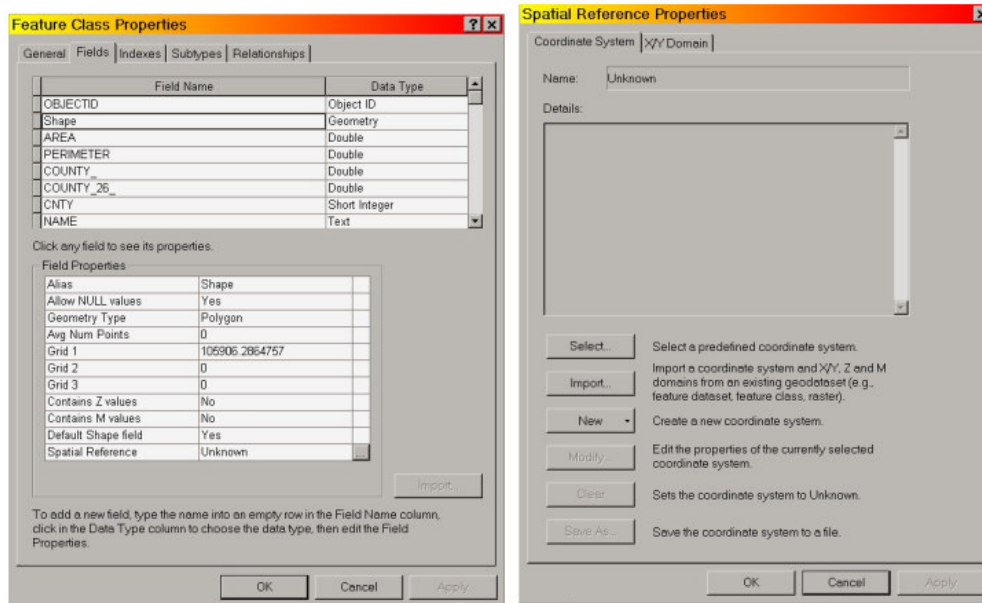 Feature Class Properties
General Fields Indexes Subtypes Relationships
Field Name Data Type
OBJECTID Object ID
Shape Geometry
AREA Double
PERIMETER Double
COUNTY_ Double
COUNTY_26_ Double
CNTY Short Integer
NAME Text
Click any field to see its properties.
Field Properties
Alias Shape
Allow NULL values Yes
Geometry Type Polygon
Avg Num Points 0
Grid 1 105906.2864757
Grid 2 0
Grid 3 0
Contains Z values No
Contains M values No
Default Shape field Yes
Spatial Reference Unknown ...
Import...
To add a new field, type the name into an empty row in the Field Name column,
click in the Data Type column to choose the data type, then edit the Field
Properties.
OK Cancel Apply
Spatial Reference Properties
Coordinate System X/Y Domain
Name: Unknown
Details:
Select... Select a predefined coordinate system.
Import... Import a coordinate system and X/Y, Z and M
domains from an existing geodataset (e.g.,
feature dataset, feature class, raster).
New Create a new coordinate system.
Modify... Edit the properties of the currently selected
coordinate system.
Clear Sets the coordinate system to Unknown.
Save As... Save the coordinate system to a file.
OK Cancel Apply